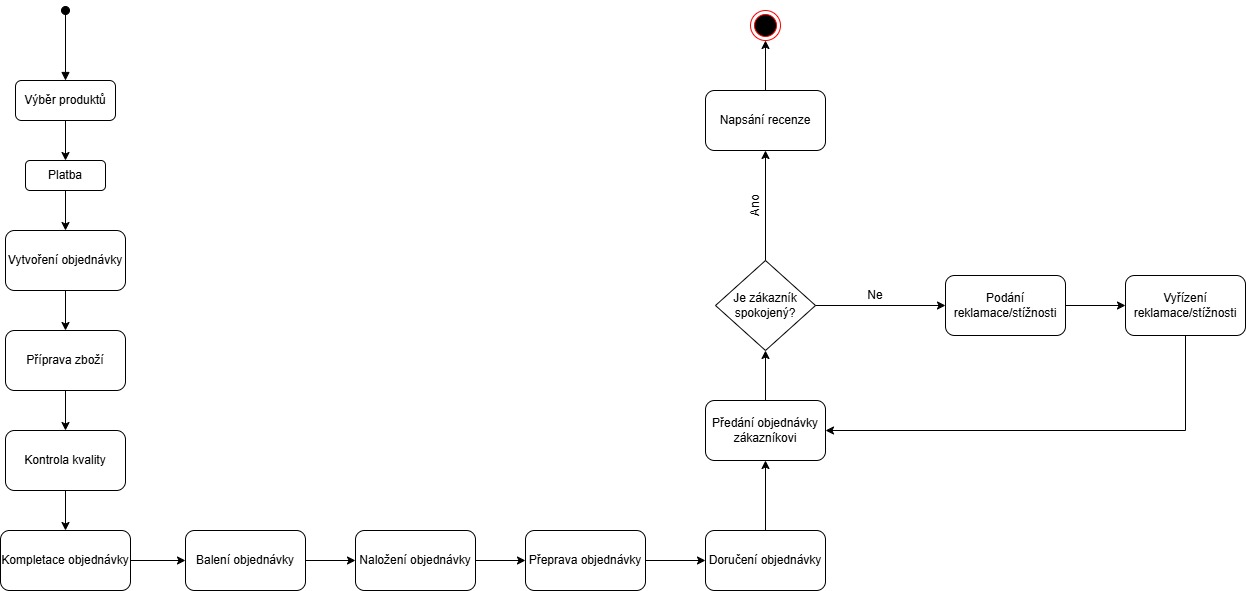 Výběr produktů
Platba
Vytvoření objednávky
Příprava zboží
Kontrola kvality
Kompletace objednávky
Balení objednávky
Naložení objednávky
Přeprava objednávky
Doručení objednávky
Předání objednávky
zákazníkovi
Je zákazník
spokojený?
Ne
Podání
reklamace/stížnosti
Vyřízení
reklamace/stížnosti
Ano
Napsání recenze